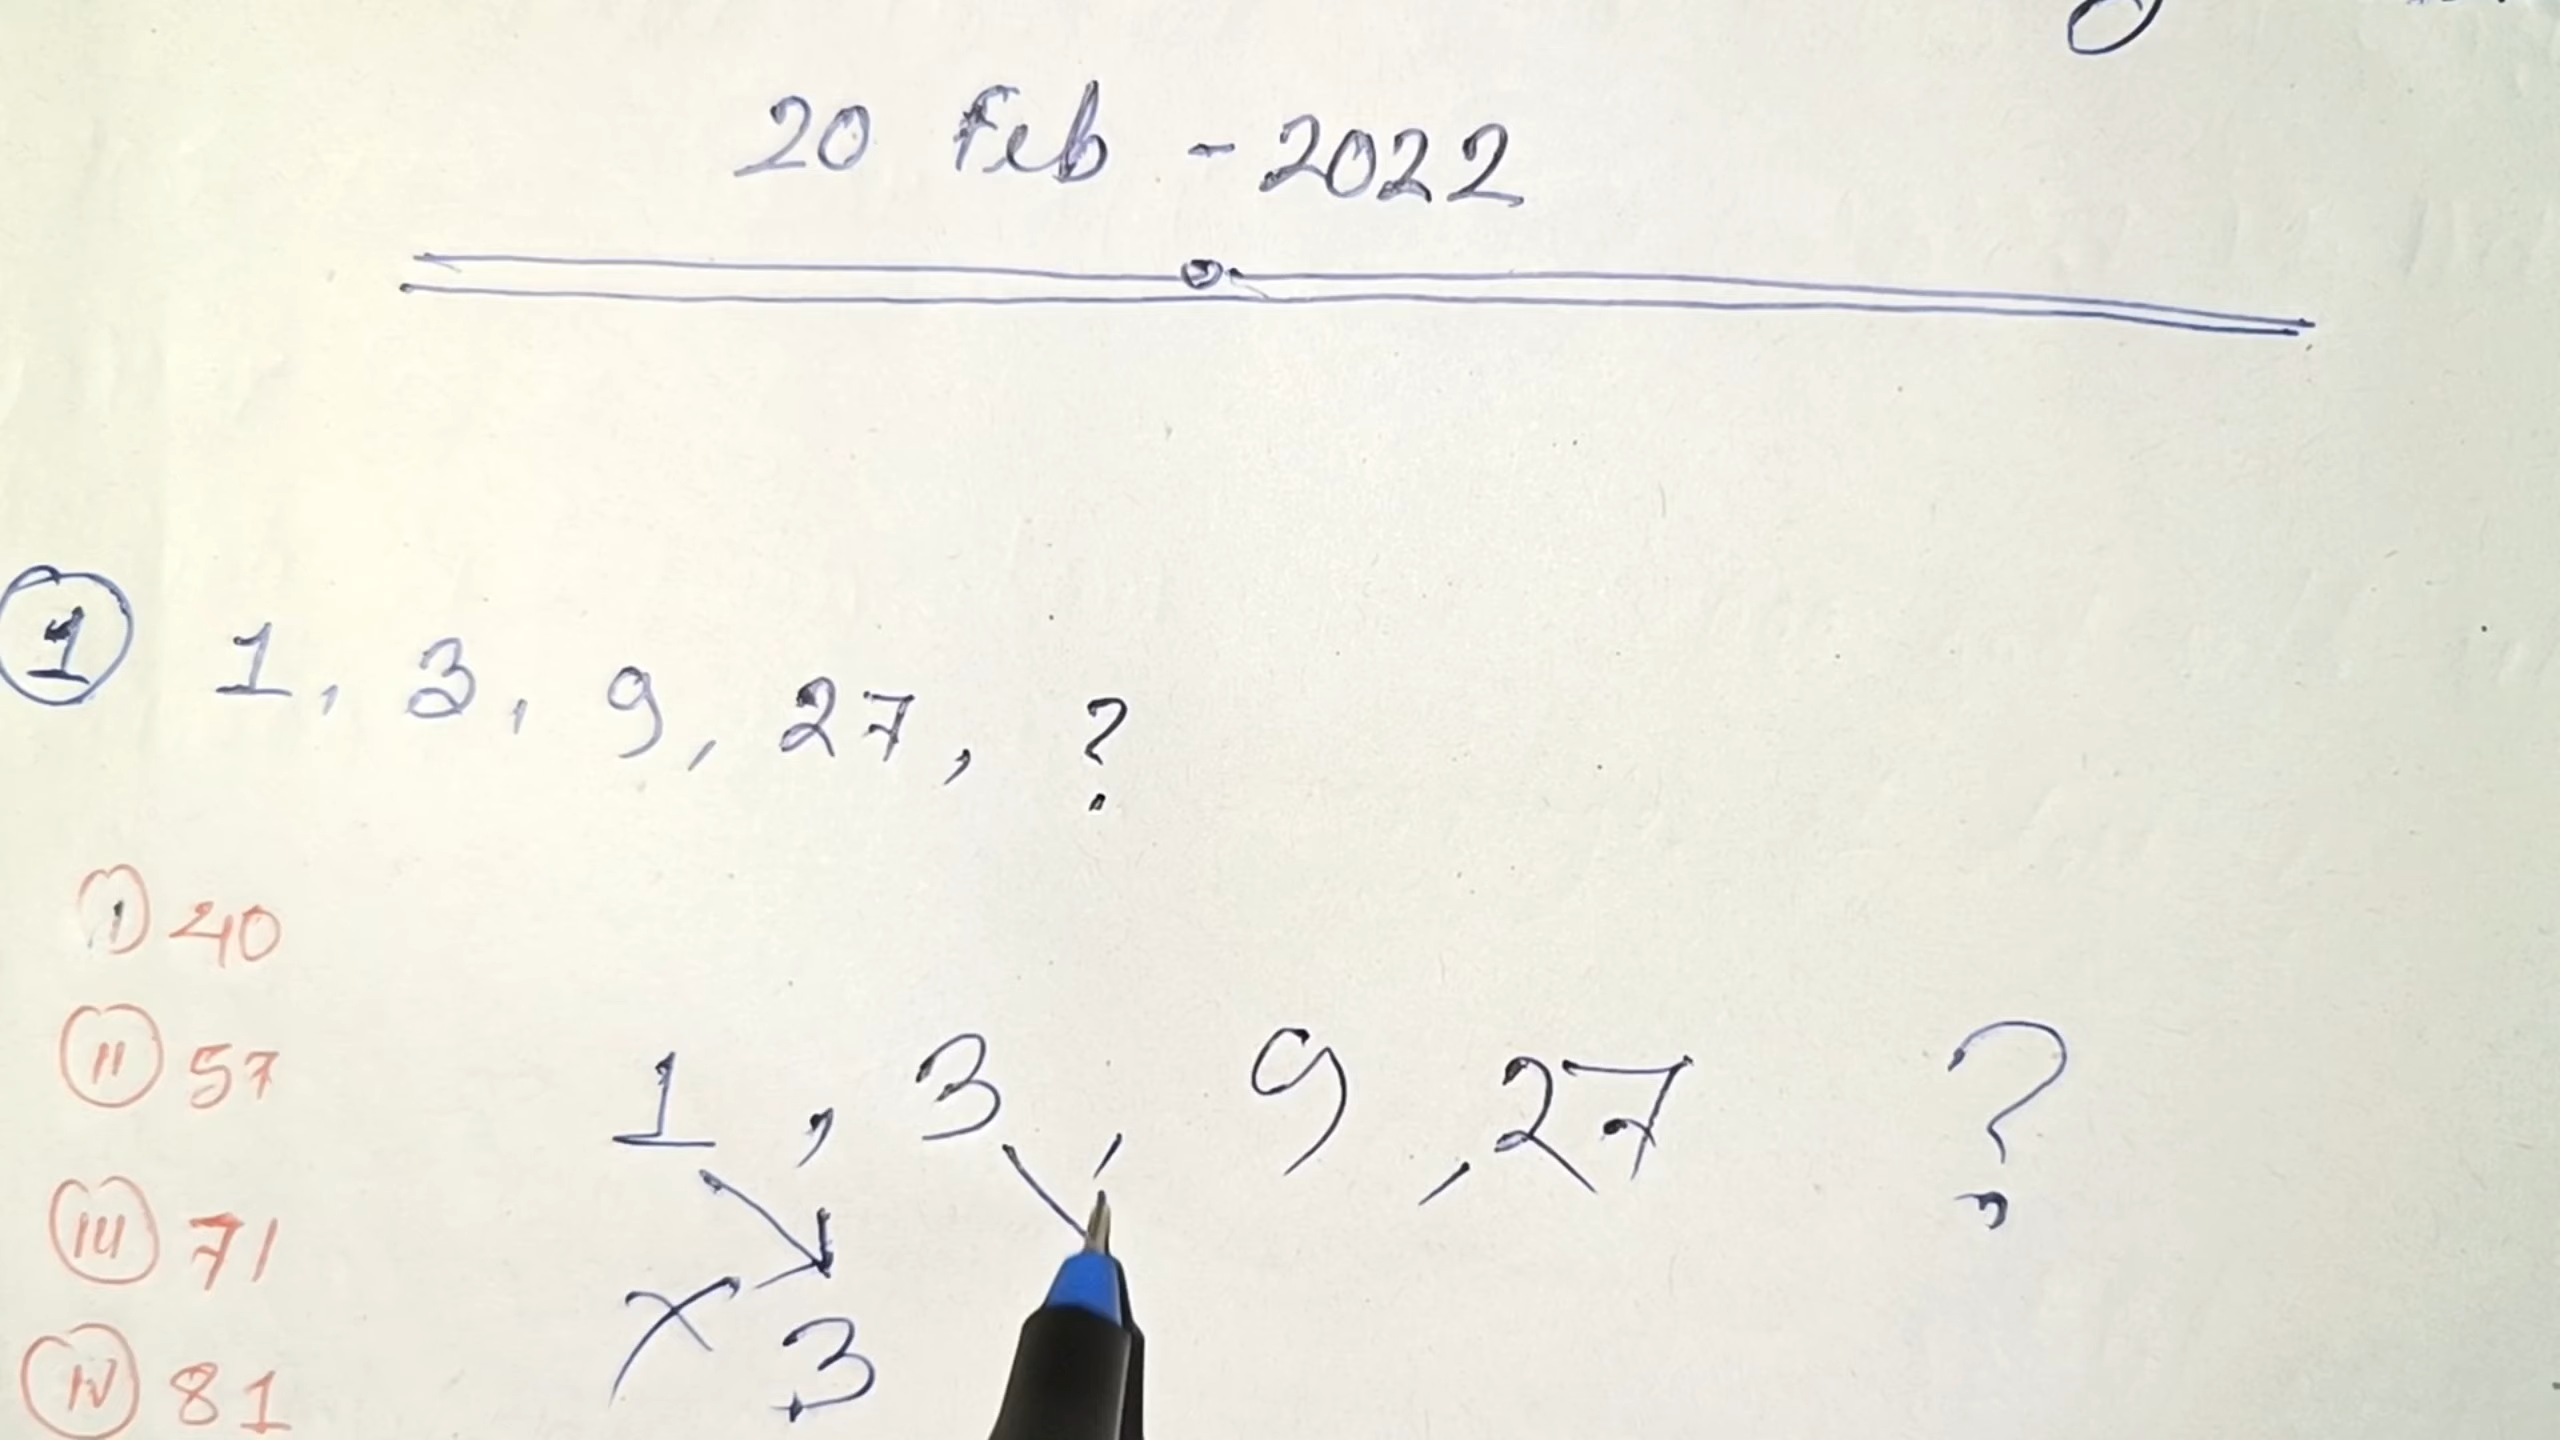 20 Feb - 2022
① 1, 3, 9, 27, ?
Ⓘ 40
Ⓘⓘ 57
ⒾⒾⒾ 71
ⒾⓋ 81
1, 3, 9, 27 ?
× 3